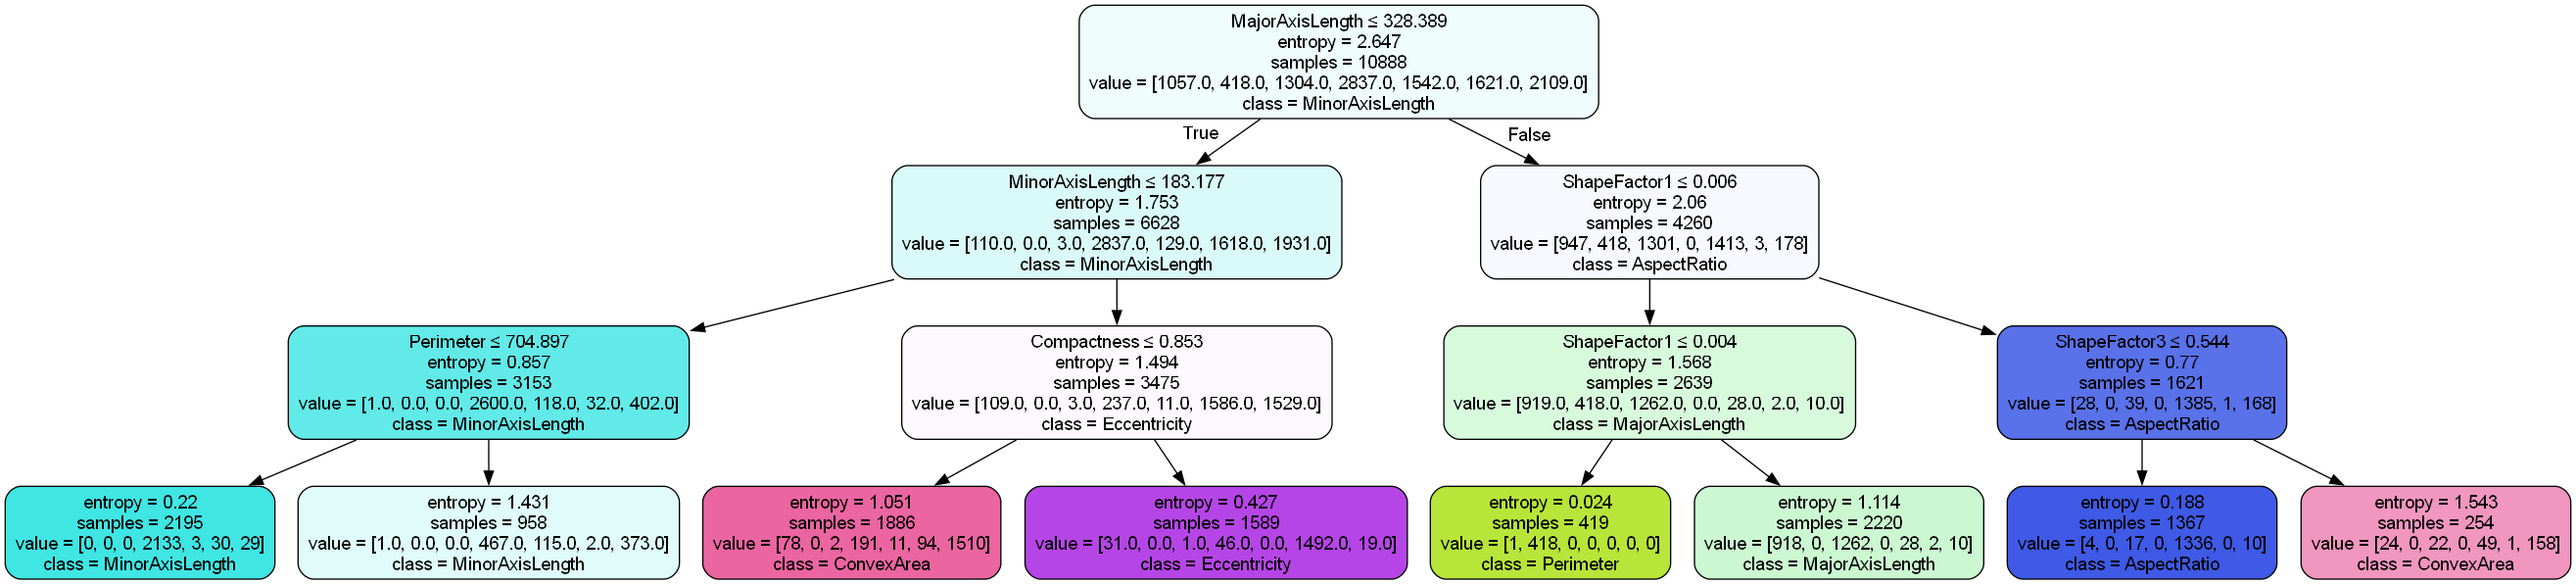 MajorAxisLength ≤ 328.389
entropy = 2.647
samples = 10888
value = [1057.0, 418.0, 1304.0, 2837.0, 1542.0, 1621.0, 2109.0]
class = MinorAxisLength
True
False
MinorAxisLength ≤ 183.177
entropy = 1.753
samples = 6628
value = [110.0, 0.0, 3.0, 2837.0, 129.0, 1618.0, 1931.0]
class = MinorAxisLength
ShapeFactor1 ≤ 0.006
entropy = 2.06
samples = 4260
value = [947, 418, 1301, 0, 1413, 3, 178]
class = AspectRatio
Perimeter ≤ 704.897
entropy = 0.857
samples = 3153
value = [1.0, 0.0, 0.0, 2600.0, 118.0, 32.0, 402.0]
class = MinorAxisLength
Compactness ≤ 0.853
entropy = 1.494
samples = 3475
value = [109.0, 0.0, 3.0, 237.0, 11.0, 1586.0, 1529.0]
class = Eccentricity
ShapeFactor1 ≤ 0.004
entropy = 1.568
samples = 2639
value = [919.0, 418.0, 1262.0, 0.0, 28.0, 2.0, 10.0]
class = MajorAxisLength
ShapeFactor3 ≤ 0.544
entropy = 0.77
samples = 1621
value = [28, 0, 39, 0, 1385, 1, 168]
class = AspectRatio
entropy = 0.22
samples = 2195
value = [0, 0, 0, 2133, 3, 30, 29]
class = MinorAxisLength
entropy = 1.431
samples = 958
value = [1.0, 0.0, 0.0, 467.0, 115.0, 2.0, 373.0]
class = MinorAxisLength
entropy = 1.051
samples = 1886
value = [78, 0, 2, 191, 11, 94, 1510]
class = ConvexArea
entropy = 0.427
samples = 1589
value = [31.0, 0.0, 1.0, 46.0, 0.0, 1492.0, 19.0]
class = Eccentricity
entropy = 0.024
samples = 419
value = [1, 418, 0, 0, 0, 0, 0]
class = Perimeter
entropy = 1.114
samples = 2220
value = [918, 0, 1262, 0, 28, 2, 10]
class = MajorAxisLength
entropy = 0.188
samples = 1367
value = [4, 0, 17, 0, 1336, 0, 10]
class = AspectRatio
entropy = 1.543
samples = 254
value = [24, 0, 22, 0, 49, 1, 158]
class = ConvexArea